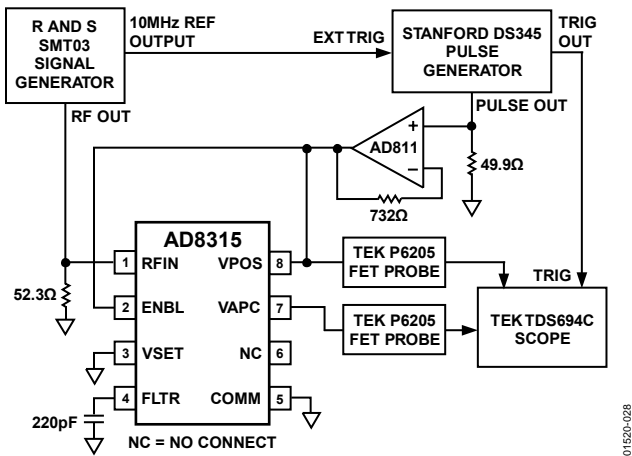 R AND S
SMT03
SIGNAL
GENERATOR
10MHz REF
OUTPUT
EXT TRIG
STANFORD DS345
PULSE
GENERATOR
TRIG
OUT
RF OUT
PULSE OUT
+
AD811
–
49.9Ω
732Ω
AD8315
1 RFIN VPOS 8
TEK P6205
FET PROBE
TRIG
52.3Ω
2 ENBL VAPC 7
TEK P6205
FET PROBE
TEK TDS694C
SCOPE
3 VSET NC 6
4 FLTR COMM 5
220pF
NC = NO CONNECT
01520-028